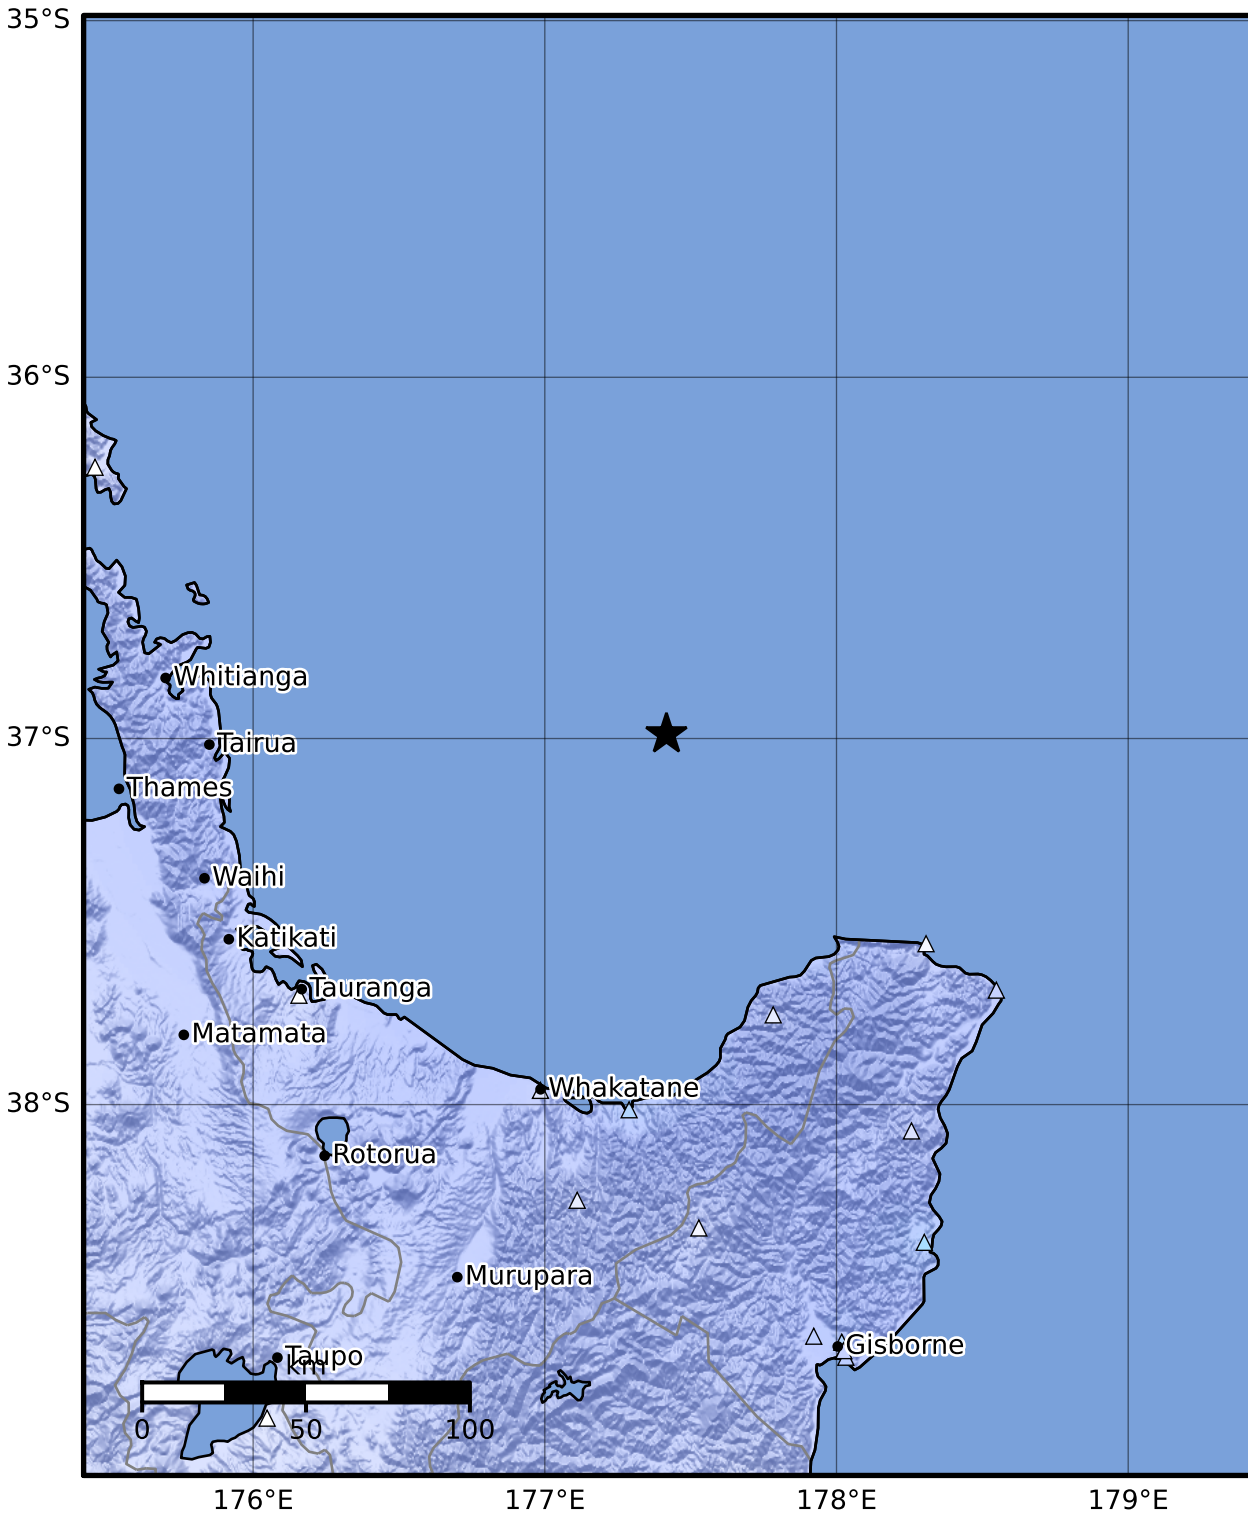 35°S
36°S
Whitianga
37°S
Tairua
Thames
Waihi
Katikati
Tauranga
Matamata
Whakatane
38°S
Rotorua
Murupara
Gisborne
Taupo
km
0 50 100
176°E 177°E 178°E 179°E